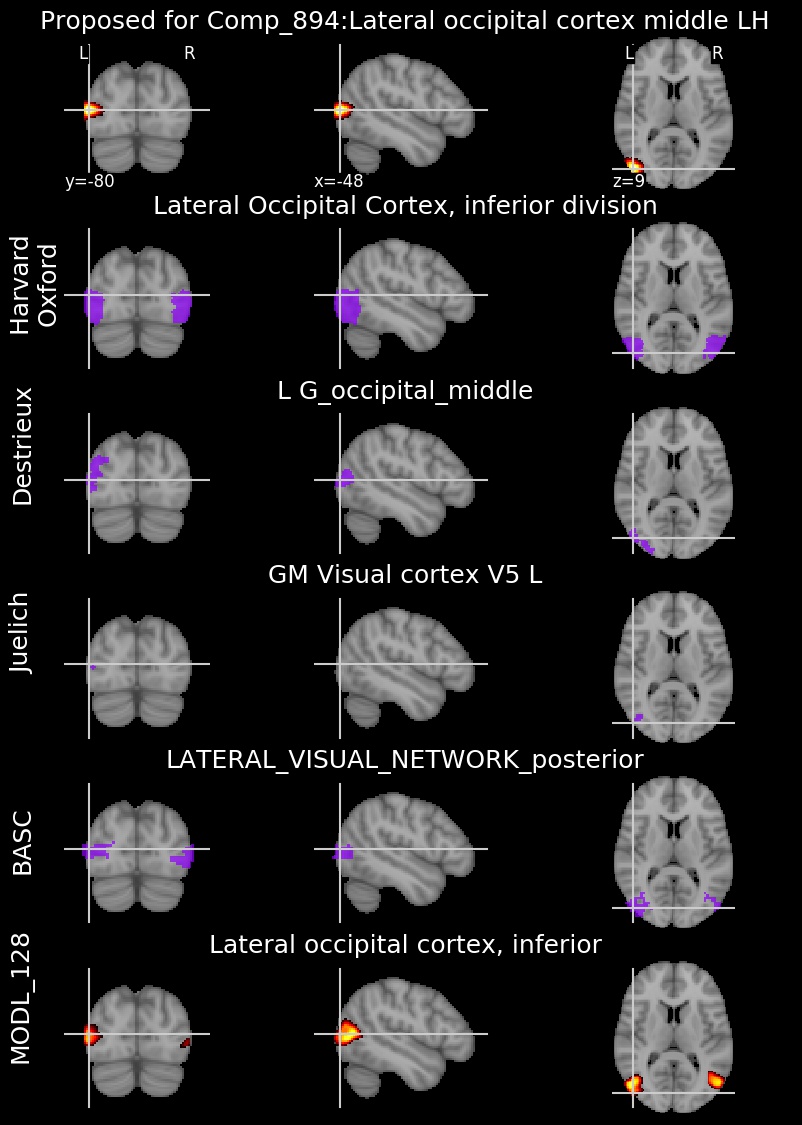 Proposed for Comp_894:Lateral occipital cortex middle LH
L R L R
y=-80 x=-48 z=9
Lateral Occipital Cortex, inferior division
Harvard
Oxford
L G_occipital_middle
Destrieux
GM Visual cortex V5 L
Juelich
LATERAL_VISUAL_NETWORK_posterior
BASC
Lateral occipital cortex, inferior
MODL_128